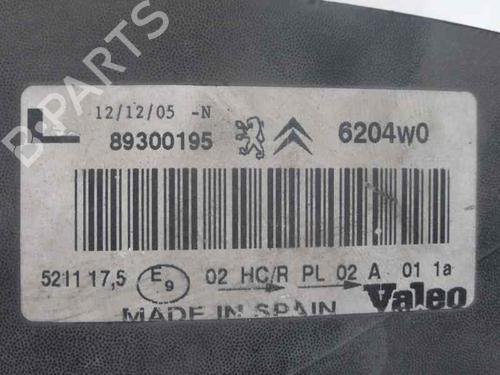 B-PARTS
L 12/12/05 -N
89300195 6204W0
5211 17,5 E9 02 HC/R PL 02 A 01 1a
MADE IN SPAIN Valeo